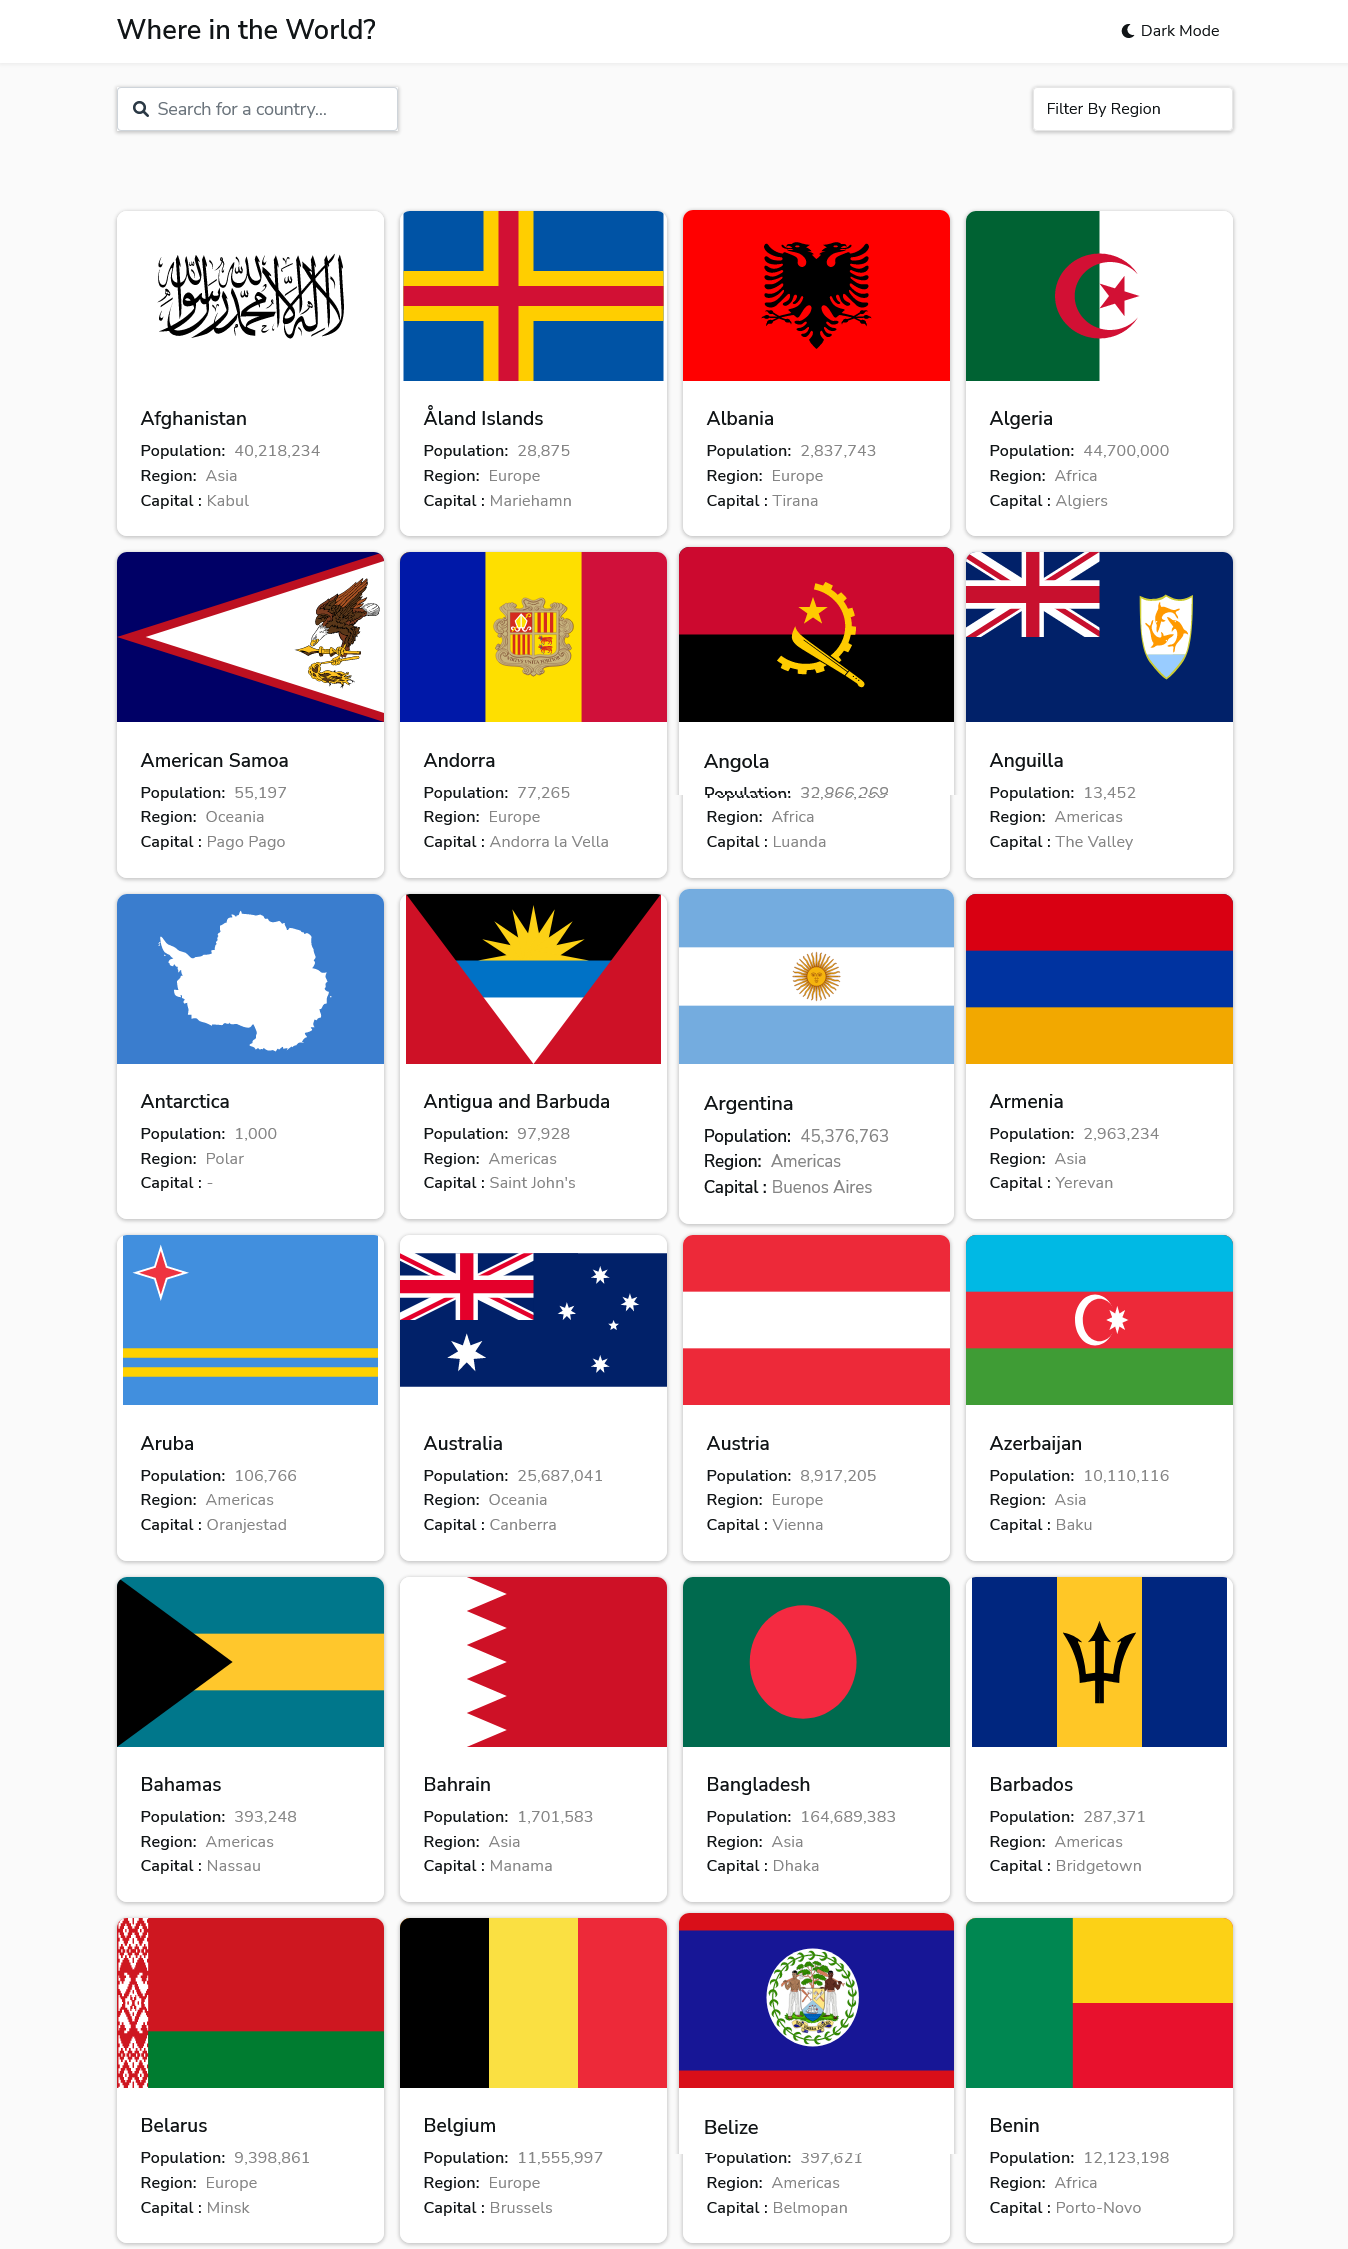 Where in the World?
Dark Mode
Search for a country...
Filter By Region
لا إله إلا الله محمد رسول الله
Afghanistan
Population: 40,218,234
Region: Asia
Capital : Kabul
Åland Islands
Population: 28,875
Region: Europe
Capital : Mariehamn
Albania
Population: 2,837,743
Region: Europe
Capital : Tirana
Algeria
Population: 44,700,000
Region: Africa
Capital : Algiers
American Samoa
Population: 55,197
Region: Oceania
Capital : Pago Pago
Andorra
Population: 77,265
Region: Europe
Capital : Andorra la Vella
Angola
Population: 32,866,269
Region: Africa
Capital : Luanda
Anguilla
Population: 13,452
Region: Americas
Capital : The Valley
Antarctica
Population: 1,000
Region: Polar
Capital : -
Antigua and Barbuda
Population: 97,928
Region: Americas
Capital : Saint John's
Argentina
Population: 45,376,763
Region: Americas
Capital : Buenos Aires
Armenia
Population: 2,963,234
Region: Asia
Capital : Yerevan
Aruba
Population: 106,766
Region: Americas
Capital : Oranjestad
Australia
Population: 25,687,041
Region: Oceania
Capital : Canberra
Austria
Population: 8,917,205
Region: Europe
Capital : Vienna
Azerbaijan
Population: 10,110,116
Region: Asia
Capital : Baku
Bahamas
Population: 393,248
Region: Americas
Capital : Nassau
Bahrain
Population: 1,701,583
Region: Asia
Capital : Manama
Bangladesh
Population: 164,689,383
Region: Asia
Capital : Dhaka
Barbados
Population: 287,371
Region: Americas
Capital : Bridgetown
Belarus
Population: 9,398,861
Region: Europe
Capital : Minsk
Belgium
Population: 11,555,997
Region: Europe
Capital : Brussels
Belize
Population: 397,621
Region: Americas
Capital : Belmopan
Benin
Population: 12,123,198
Region: Africa
Capital : Porto-Novo